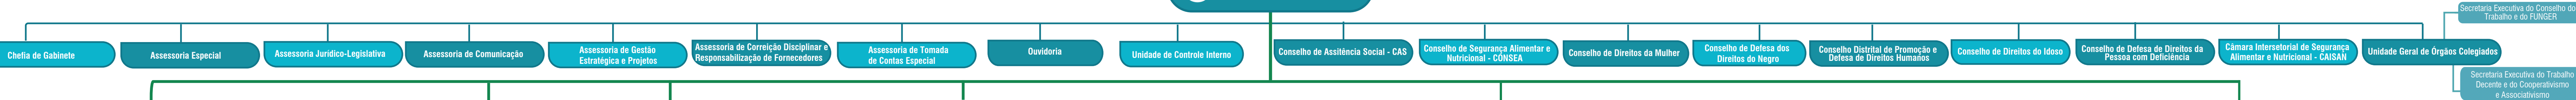 Secretaria Executiva do Conselho do
Trabalho e do FUNGER
Chefia de Gabinete
Assessoria Especial
Assessoria Jurídico-Legislativa
Assessoria de Comunicação
Assessoria de Gestão
Estratégica e Projetos
Assessoria de Correição Disciplinar e
Responsabilização de Fornecedores
Assessoria de Tomada
de Contas Especial
Ouvidoria
Unidade de Controle Interno
Conselho de Assitência Social - CAS
Conselho de Segurança Alimentar e
Nutricional - CONSEA
Conselho de Direitos da Mulher
Conselho de Defesa dos
Direitos do Negro
Conselho Distrital de Promoção e
Defesa de Direitos Humanos
Conselho de Direitos do Idoso
Conselho de Defesa de Direitos da
Pessoa com Deficiência
Câmara Intersetorial de Segurança
Alimentar e Nutricional - CAISAN
Unidade Geral de Órgãos Colegiados
Secretaria Executiva do Trabalho
Decente e do Cooperativismo
e Associativismo